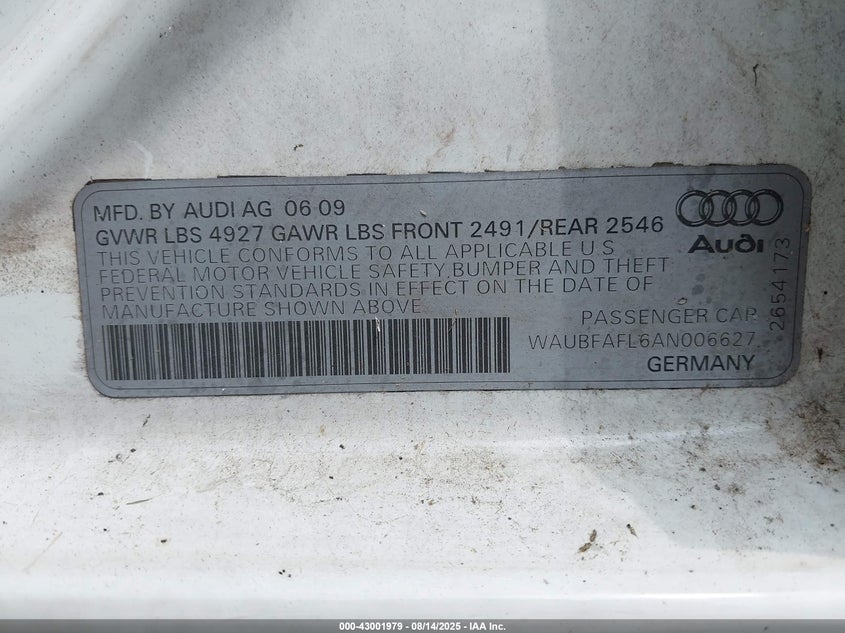 MFD. BY AUDI AG 06 09
GVWR LBS 4927 GAWR LBS FRONT 2491/REAR 2546
THIS VEHICLE CONFORMS TO ALL APPLICABLE U S
FEDERAL MOTOR VEHICLE SAFETY,BUMPER AND THEFT
PREVENTION STANDARDS IN EFFECT ON THE DATE OF
MANUFACTURE SHOWN ABOVE
PASSENGER CAR
WAUBFAFL6AN006627
GERMANY
Audi
2654173
000-43001979 - 08/14/2025 - IAA Inc.